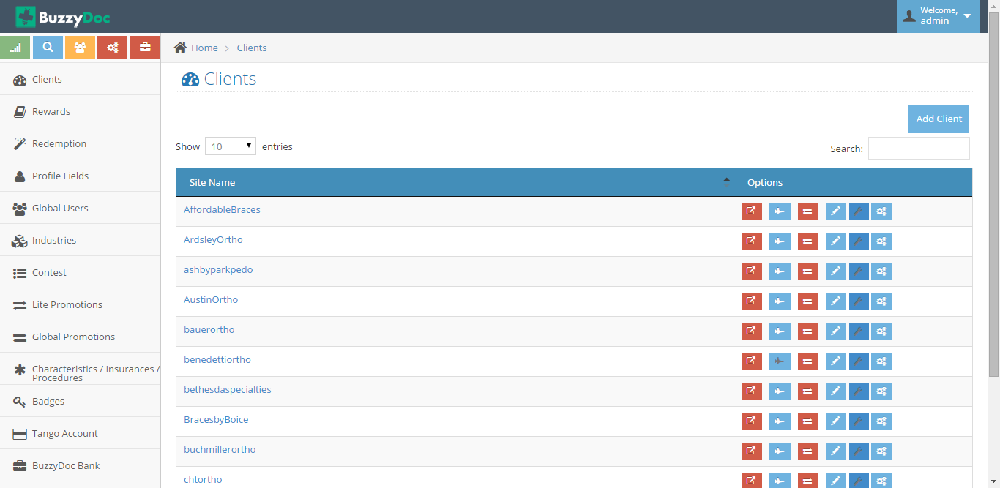 BuzzyDoc
Welcome,
admin
Home > Clients
Clients
Rewards
Redemption
Profile Fields
Global Users
Industries
Contest
Lite Promotions
Global Promotions
Characteristics / Insurances /
Procedures
Badges
Tango Account
BuzzyDoc Bank
Clients
Add Client
Show 10 entries
Search:
Site Name Options
AffordableBraces
ArdsleyOrtho
ashbyparkpedo
AustinOrtho
bauerortho
benedettiortho
bethesdaspecialties
BracesbyBoice
buchmillerortho
chtortho